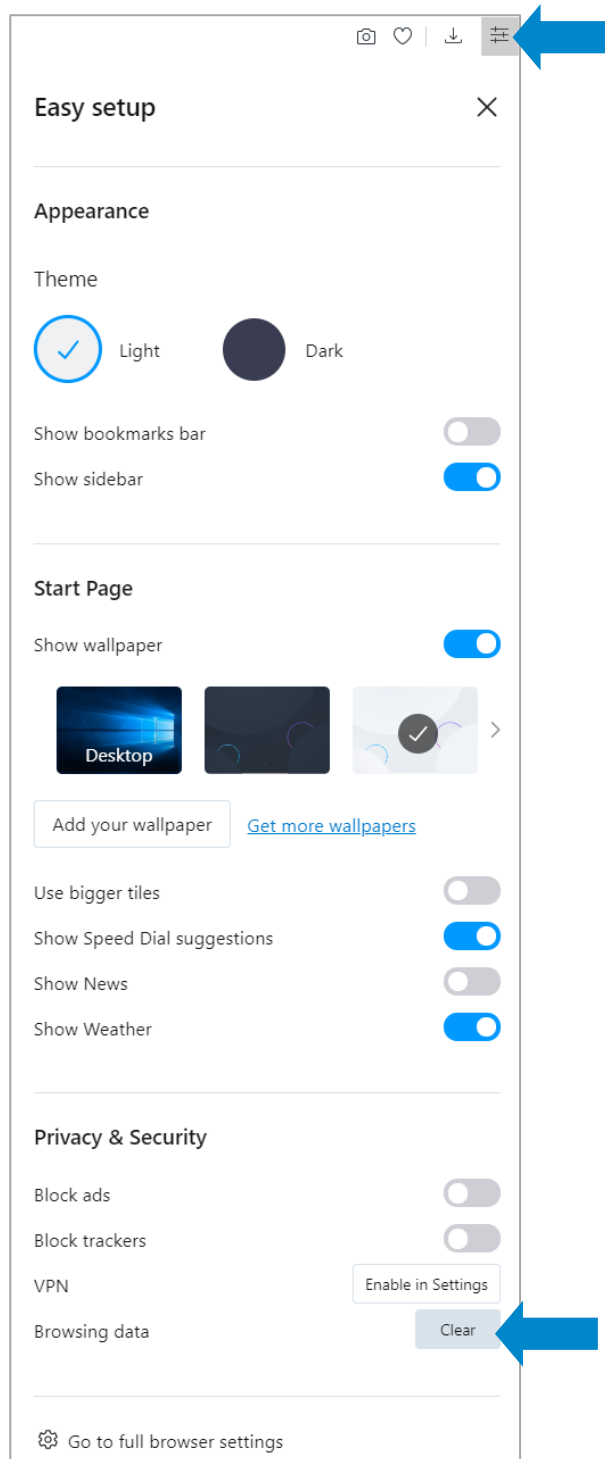 Easy setup
Appearance
Theme
Light Dark
Show bookmarks bar
Show sidebar
Start Page
Show wallpaper
Desktop
Add your wallpaper Get more wallpapers
Use bigger tiles
Show Speed Dial suggestions
Show News
Show Weather
Privacy & Security
Block ads
Block trackers
VPN Enable in Settings
Browsing data Clear
Go to full browser settings